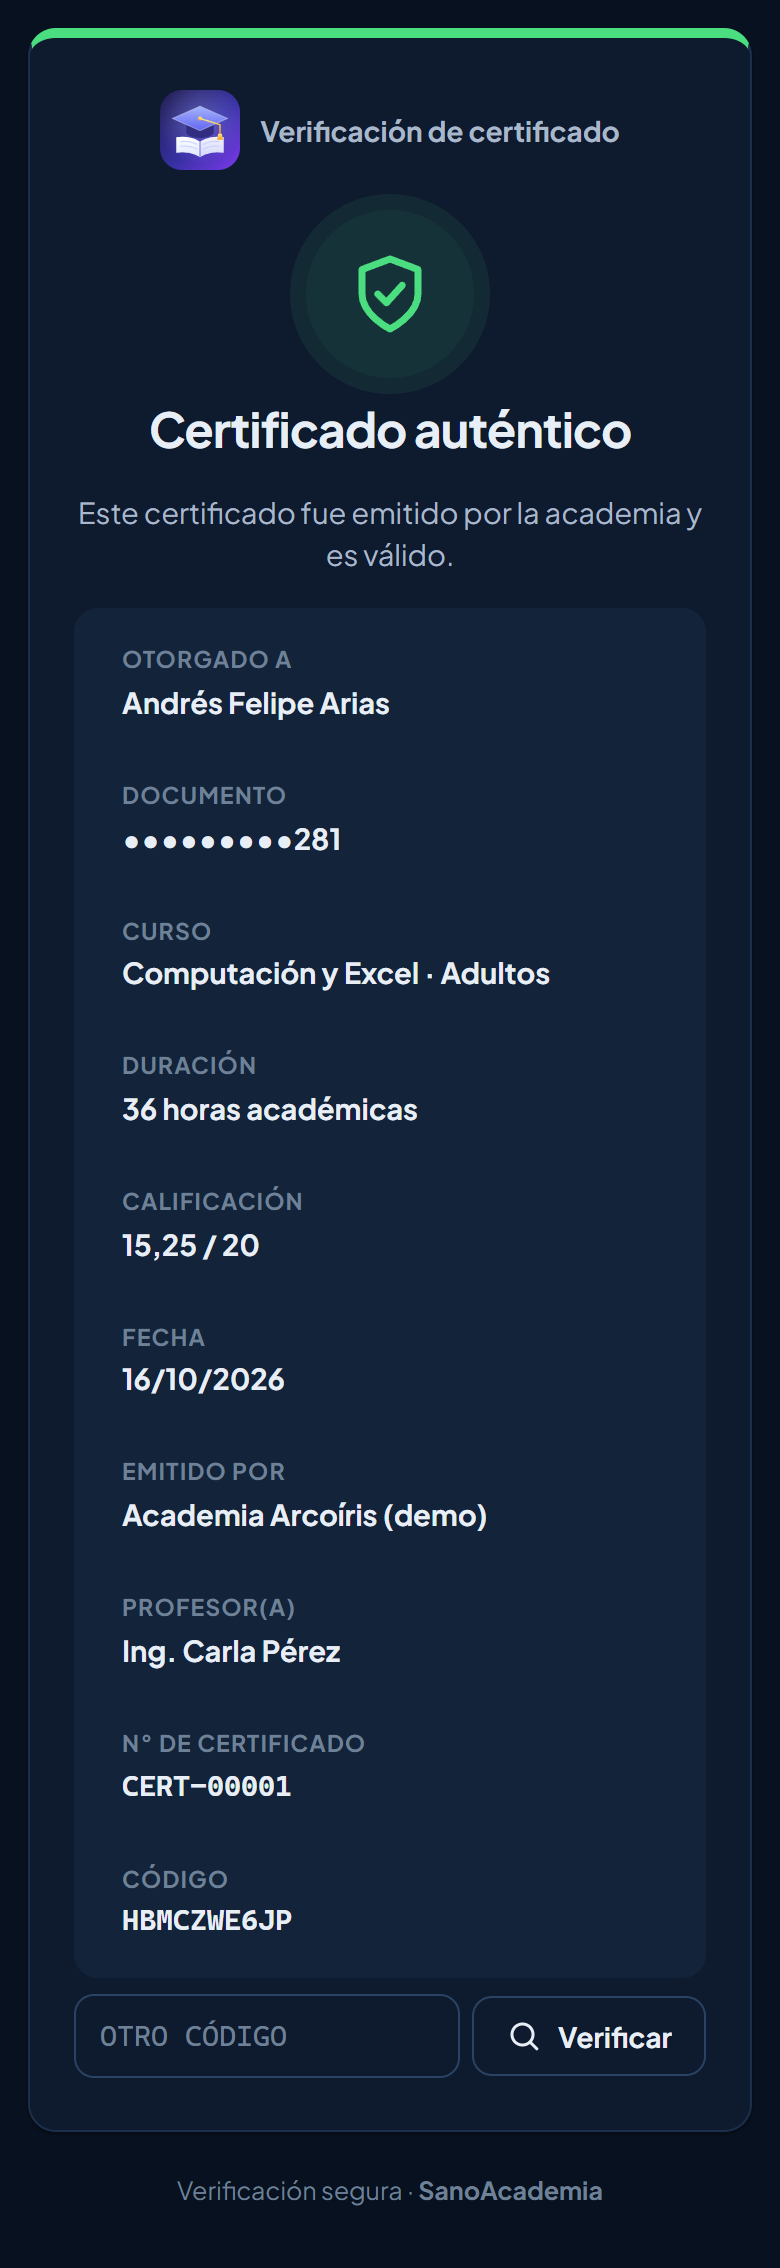 Verificación de certificado
Certificado auténtico
Este certificado fue emitido por la academia y
es válido.
OTORGADO A
Andrés Felipe Arias
DOCUMENTO
●●●●●●●●●281
CURSO
Computación y Excel · Adultos
DURACIÓN
36 horas académicas
CALIFICACIÓN
15,25 / 20
FECHA
16/10/2026
EMITIDO POR
Academia Arcoíris (demo)
PROFESOR(A)
Ing. Carla Pérez
N° DE CERTIFICADO
CERT-00001
CÓDIGO
HBMCZWE6JP
OTRO CÓDIGO
Verificar
Verificación segura · SanoAcademia